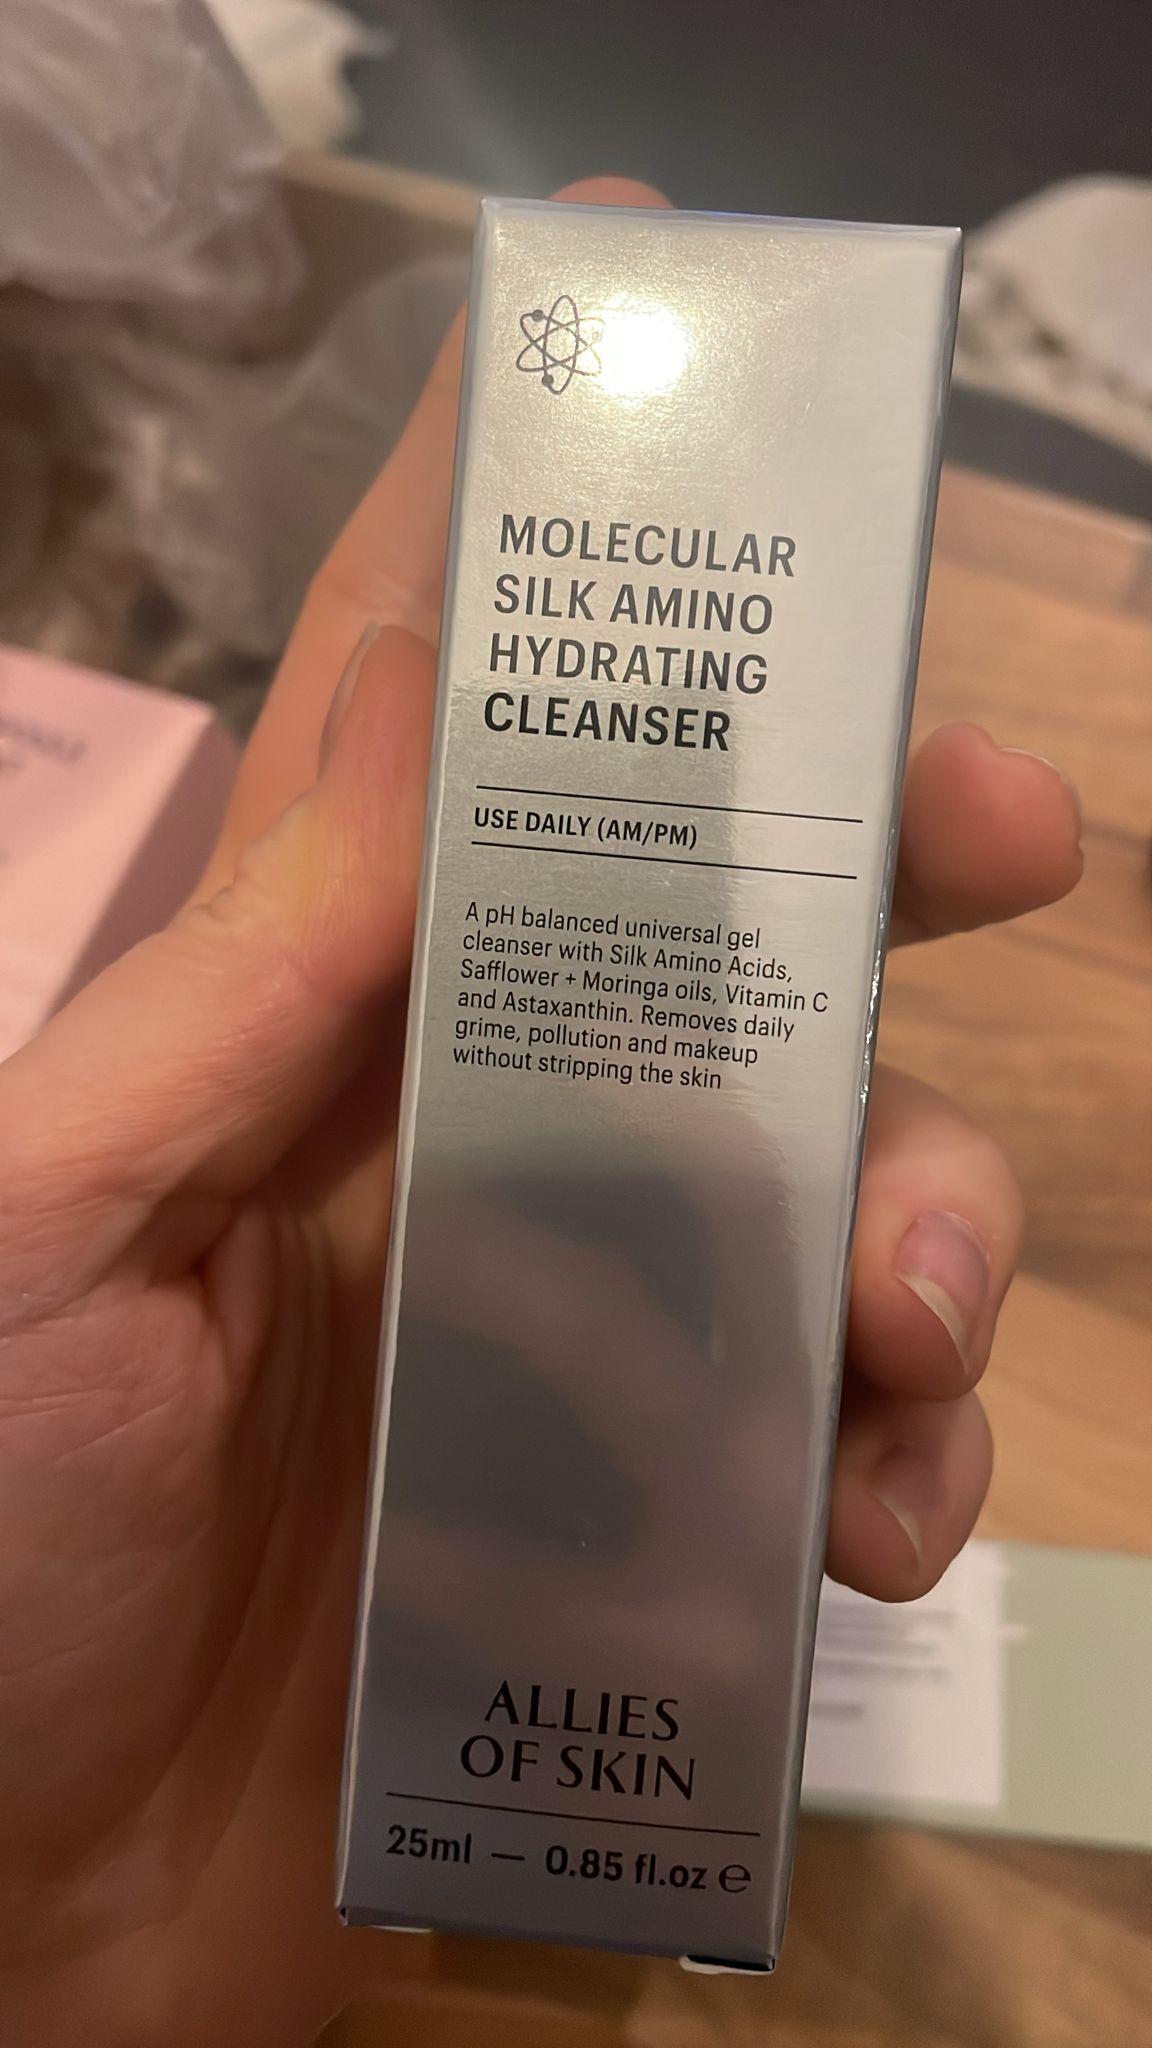 MOLECULAR
SILK AMINO
HYDRATING
CLEANSER
USE DAILY (AM/PM)
A pH balanced universal gel
cleanser with Silk Amino Acids,
Safflower + Moringa oils, Vitamin C
and Astaxanthin. Removes daily
grime, pollution and makeup
without stripping the skin
ALLIES
OF SKIN
25ml — 0.85 fl.oz ℮